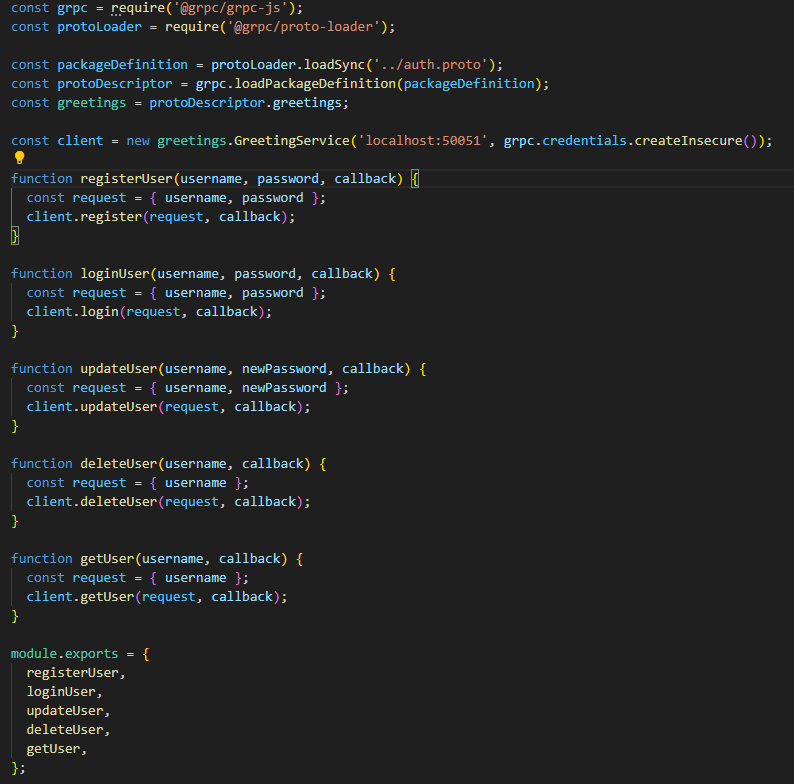 const grpc = require('@grpc/grpc-js');
const protoLoader = require('@grpc/proto-loader');

const packageDefinition = protoLoader.loadSync('../auth.proto');
const protoDescriptor = grpc.loadPackageDefinition(packageDefinition);
const greetings = protoDescriptor.greetings;

const client = new greetings.GreetingService('localhost:50051', grpc.credentials.createInsecure());

function registerUser(username, password, callback) {
  const request = { username, password };
  client.register(request, callback);
}

function loginUser(username, password, callback) {
  const request = { username, password };
  client.login(request, callback);
}

function updateUser(username, newPassword, callback) {
  const request = { username, newPassword };
  client.updateUser(request, callback);
}

function deleteUser(username, callback) {
  const request = { username };
  client.deleteUser(request, callback);
}

function getUser(username, callback) {
  const request = { username };
  client.getUser(request, callback);
}

module.exports = {
  registerUser,
  loginUser,
  updateUser,
  deleteUser,
  getUser,
};